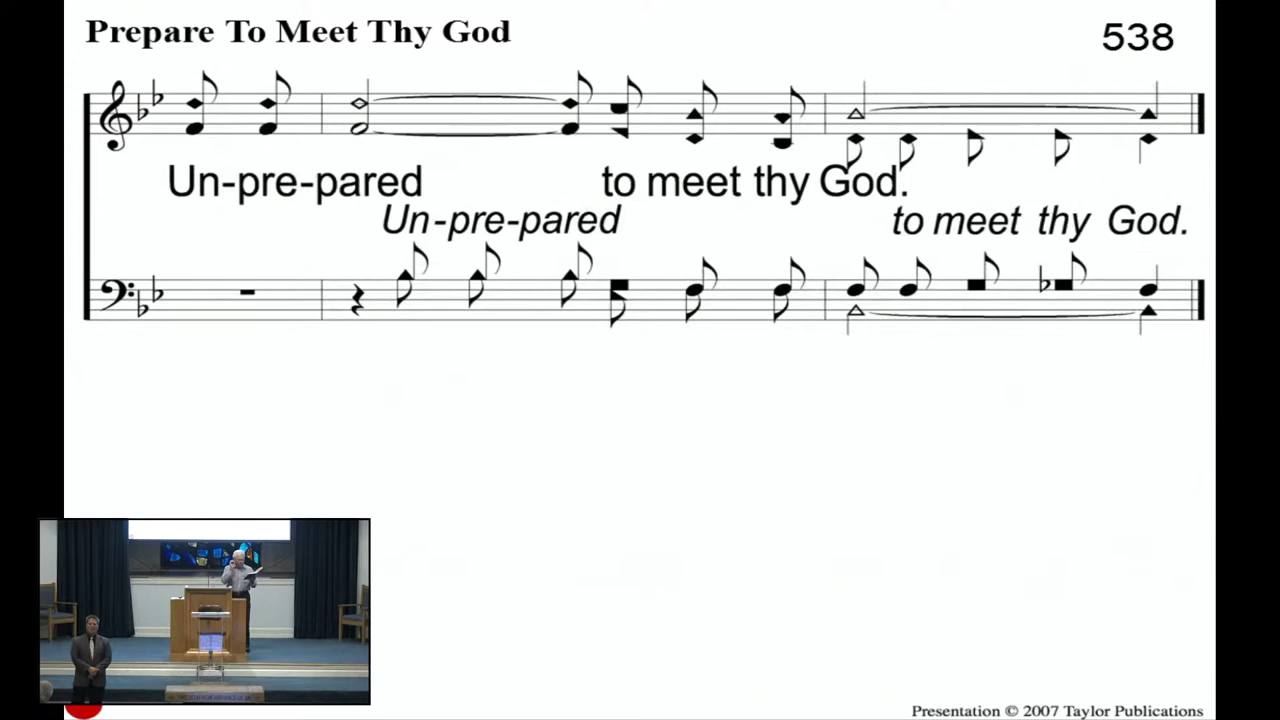 Prepare To Meet Thy God
538
Un-pre-pared to meet thy God.
Un-pre-pared to meet thy God.
Presentation © 2007 Taylor Publications